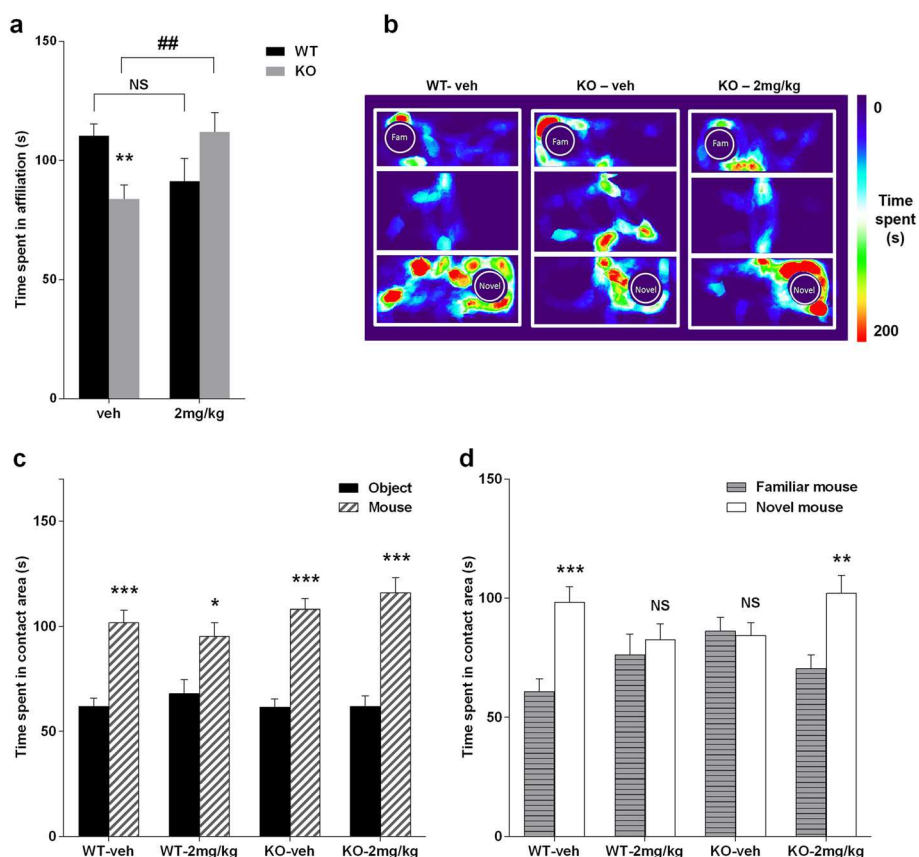 a
150
100
50
0
Time spent in affiliation (s)
WT
KO
##
NS
**
veh
2mg/kg
b
WT- veh
KO – veh
KO – 2mg/kg
Fam
Fam
Fam
Novel
Novel
Novel
0
Time
spent
(s)
200
c
150
100
50
0
Time spent in contact area (s)
Object
Mouse
***
*
***
***
WT-veh
WT-2mg/kg
KO-veh
KO-2mg/kg
d
150
100
50
0
Time spent in contact area (s)
Familiar mouse
Novel mouse
***
NS
NS
**
WT-veh
WT-2mg/kg
KO-veh
KO-2mg/kg